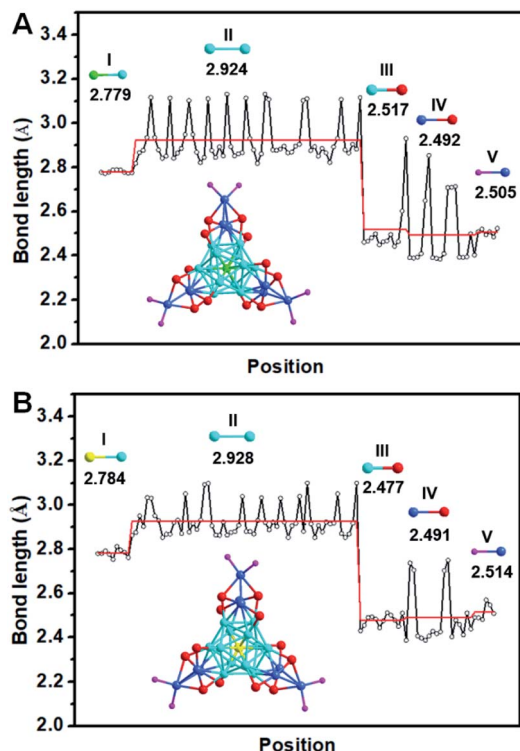 A
Bond length (Å)
3.4
3.2
3.0
2.8
2.6
2.4
2.2
2.0
I
2.779
II
2.924
III
2.517
IV
2.492
V
2.505
Position
B
Bond length (Å)
3.4
3.2
3.0
2.8
2.6
2.4
2.2
2.0
I
2.784
II
2.928
III
2.477
IV
2.491
V
2.514
Position